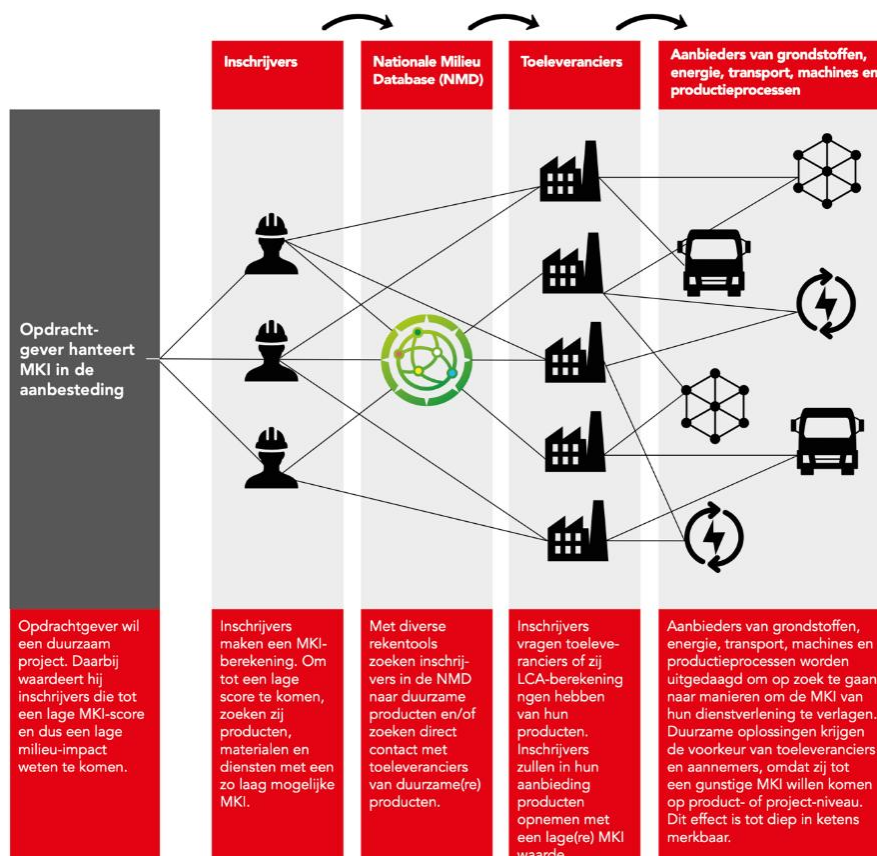 Inschrijvers
Nationale Milieu
Database (NMD)
Toeleveranciers
Aanbieders van grondstoffen,
energie, transport, machines en
productieprocessen
Opdracht-
gever hanteert
MKI in de
aanbesteding
Opdrachtgever wil
een duurzaam
project. Daarbij
waardeert hij
inschrijvers die tot
een lage MKI-score
en dus een lage
milieu-impact
weten te komen.
Inschrijvers
maken een MKI-
berekening. Om
tot een lage
score te komen,
zoeken zij
producten,
materialen en
diensten met een
zo laag mogelijke
MKI.
Met diverse
rekentools
zoeken inschrij-
vers in de NMD
naar duurzame
producten en/of
zoeken direct
contact met
toeleveranciers
van duurzame(re)
producten.
Inschrijvers
vragen toeleve-
ranciers of zij
LCA-berekening
ngen hebben
van hun
producten.
Inschrijvers
zullen in hun
aanbieding
producten
opnemen met
een lage(re) MKI
waarde
Aanbieders van grondstoffen,
energie, transport, machines en
productieprocessen worden
uitgedaagd om op zoek te gaan
naar manieren om de MKI van
hun dienstverlening te verlagen.
Duurzame oplossingen krijgen
de voorkeur van toeleveranciers
en aannemers, omdat zij tot
een gunstige MKI willen komen
op product- of project-niveau.
Dit effect is tot diep in ketens
merkbaar.